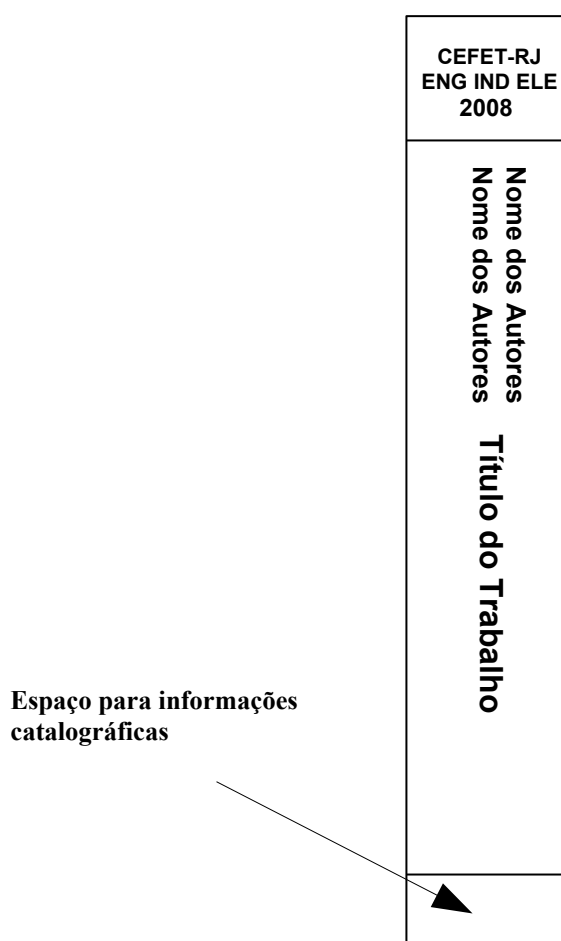 CEFET-RJ
ENG IND ELE
2008
Nome dos Autores
Nome dos Autores
Título do Trabalho
Espaço para informações
catalográficas